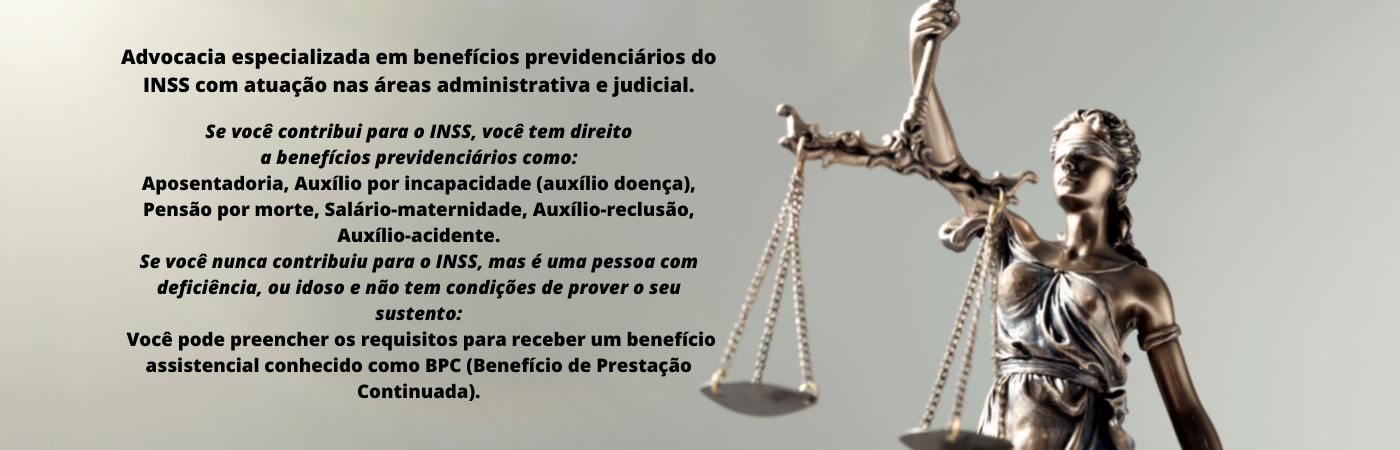 Advocacia especializada em benefícios previdenciários do
INSS com atuação nas áreas administrativa e judicial.
Se você contribui para o INSS, você tem direito
a benefícios previdenciários como:
Aposentadoria, Auxílio por incapacidade (auxílio doença),
Pensão por morte, Salário-maternidade, Auxílio-reclusão,
Auxílio-acidente.
Se você nunca contribuiu para o INSS, mas é uma pessoa com
deficiência, ou idoso e não tem condições de prover o seu
sustento:
Você pode preencher os requisitos para receber um benefício
assistencial conhecido como BPC (Benefício de Prestação
Continuada).